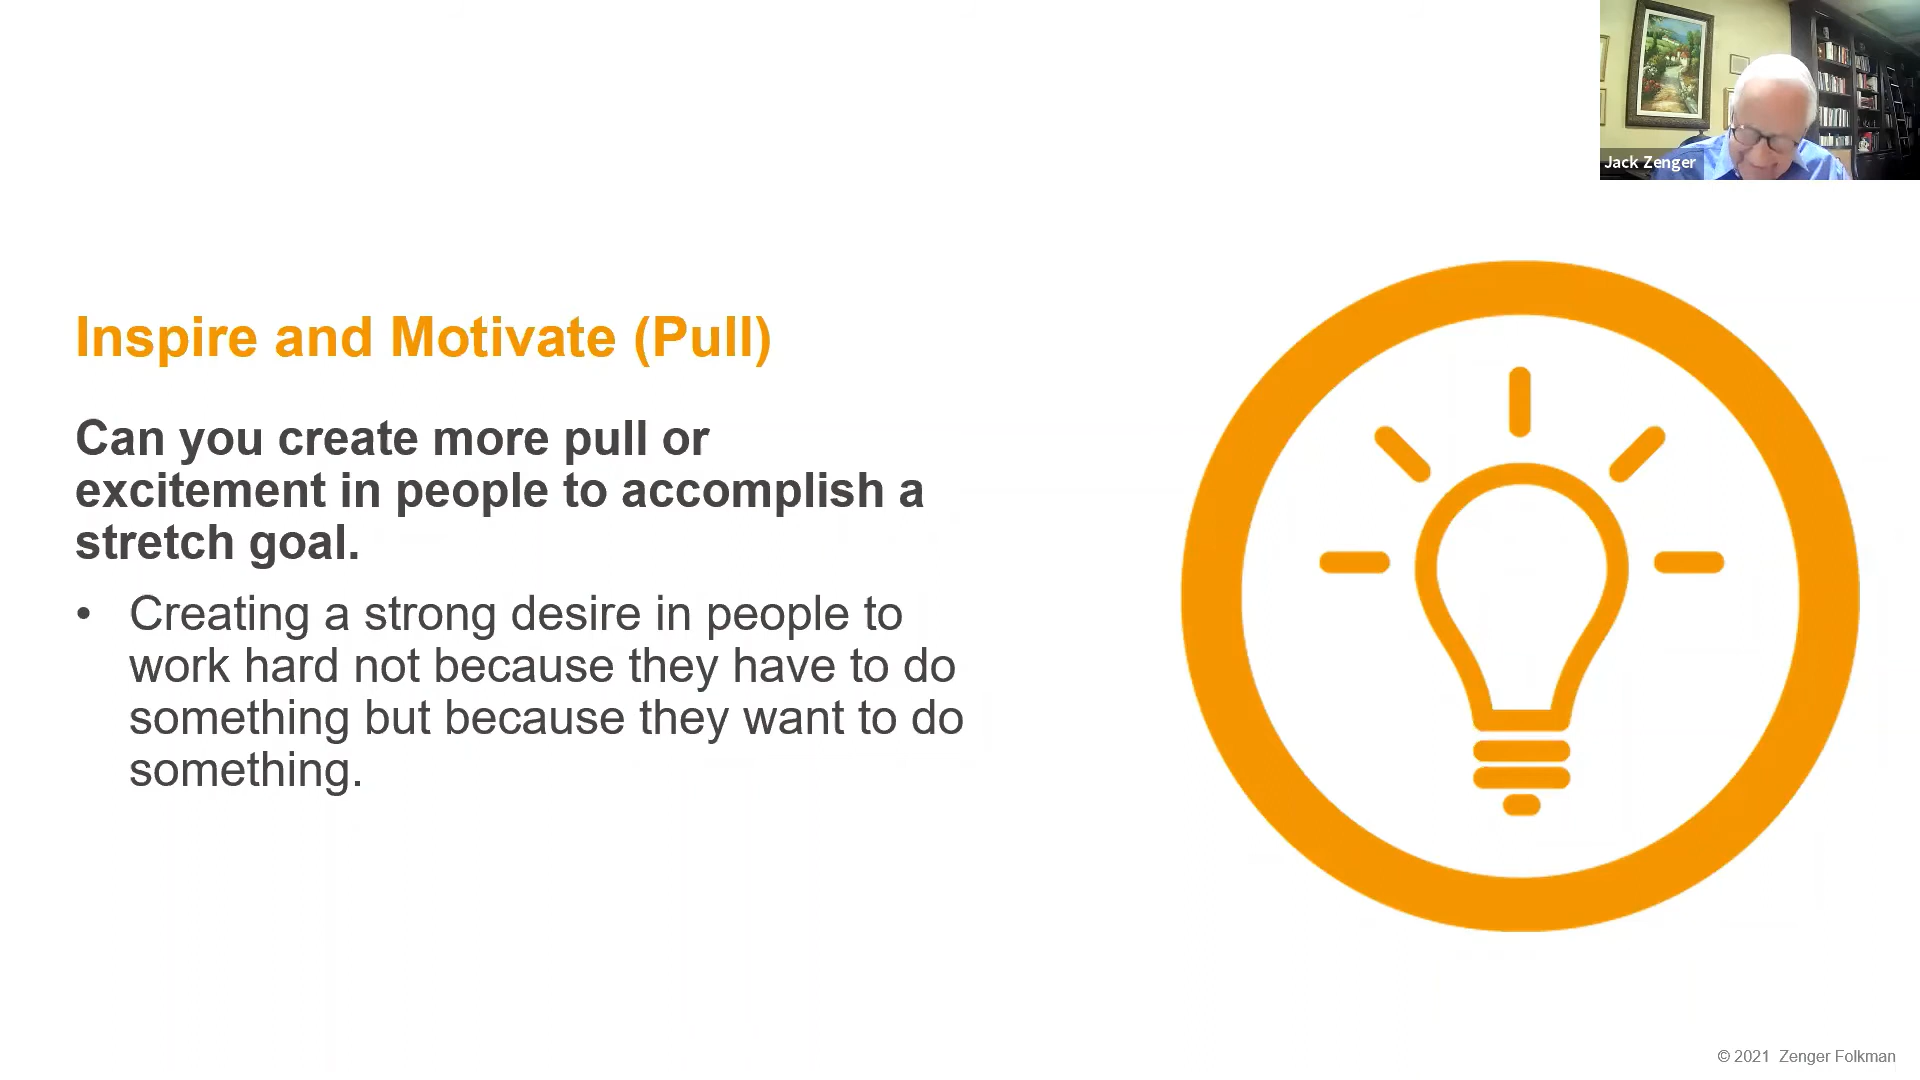 Jack Zenger
Inspire and Motivate (Pull)
Can you create more pull or
excitement in people to accomplish a
stretch goal.
• Creating a strong desire in people to
work hard not because they have to do
something but because they want to do
something.
© 2021 Zenger Folkman